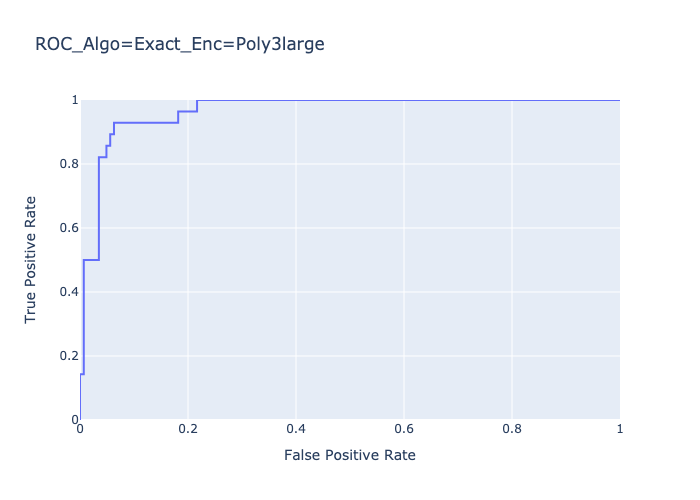 ROC_Algo=Exact_Enc=Poly3large
True Positive Rate
1
0.8
0.6
0.4
0.2
0
0 0.2 0.4 0.6 0.8 1
False Positive Rate